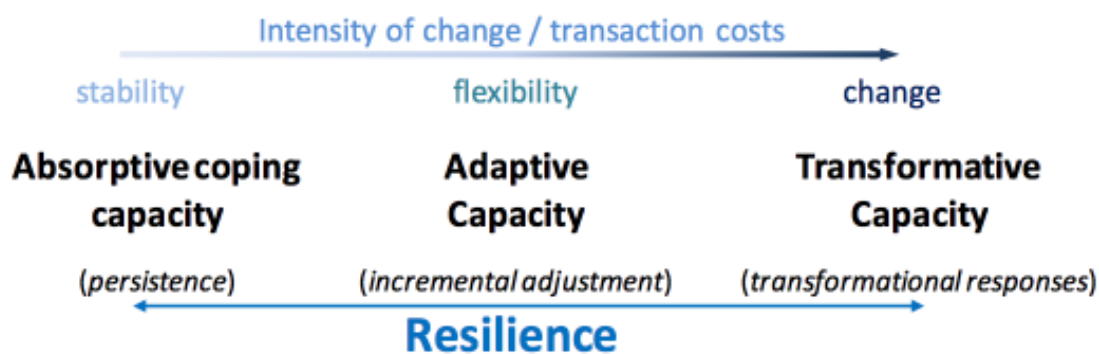 Intensity of change / transaction costs
stability flexibility change
Absorptive coping Adaptive Transformative
capacity Capacity Capacity
(persistence) (incremental adjustment) (transformational responses)
Resilience